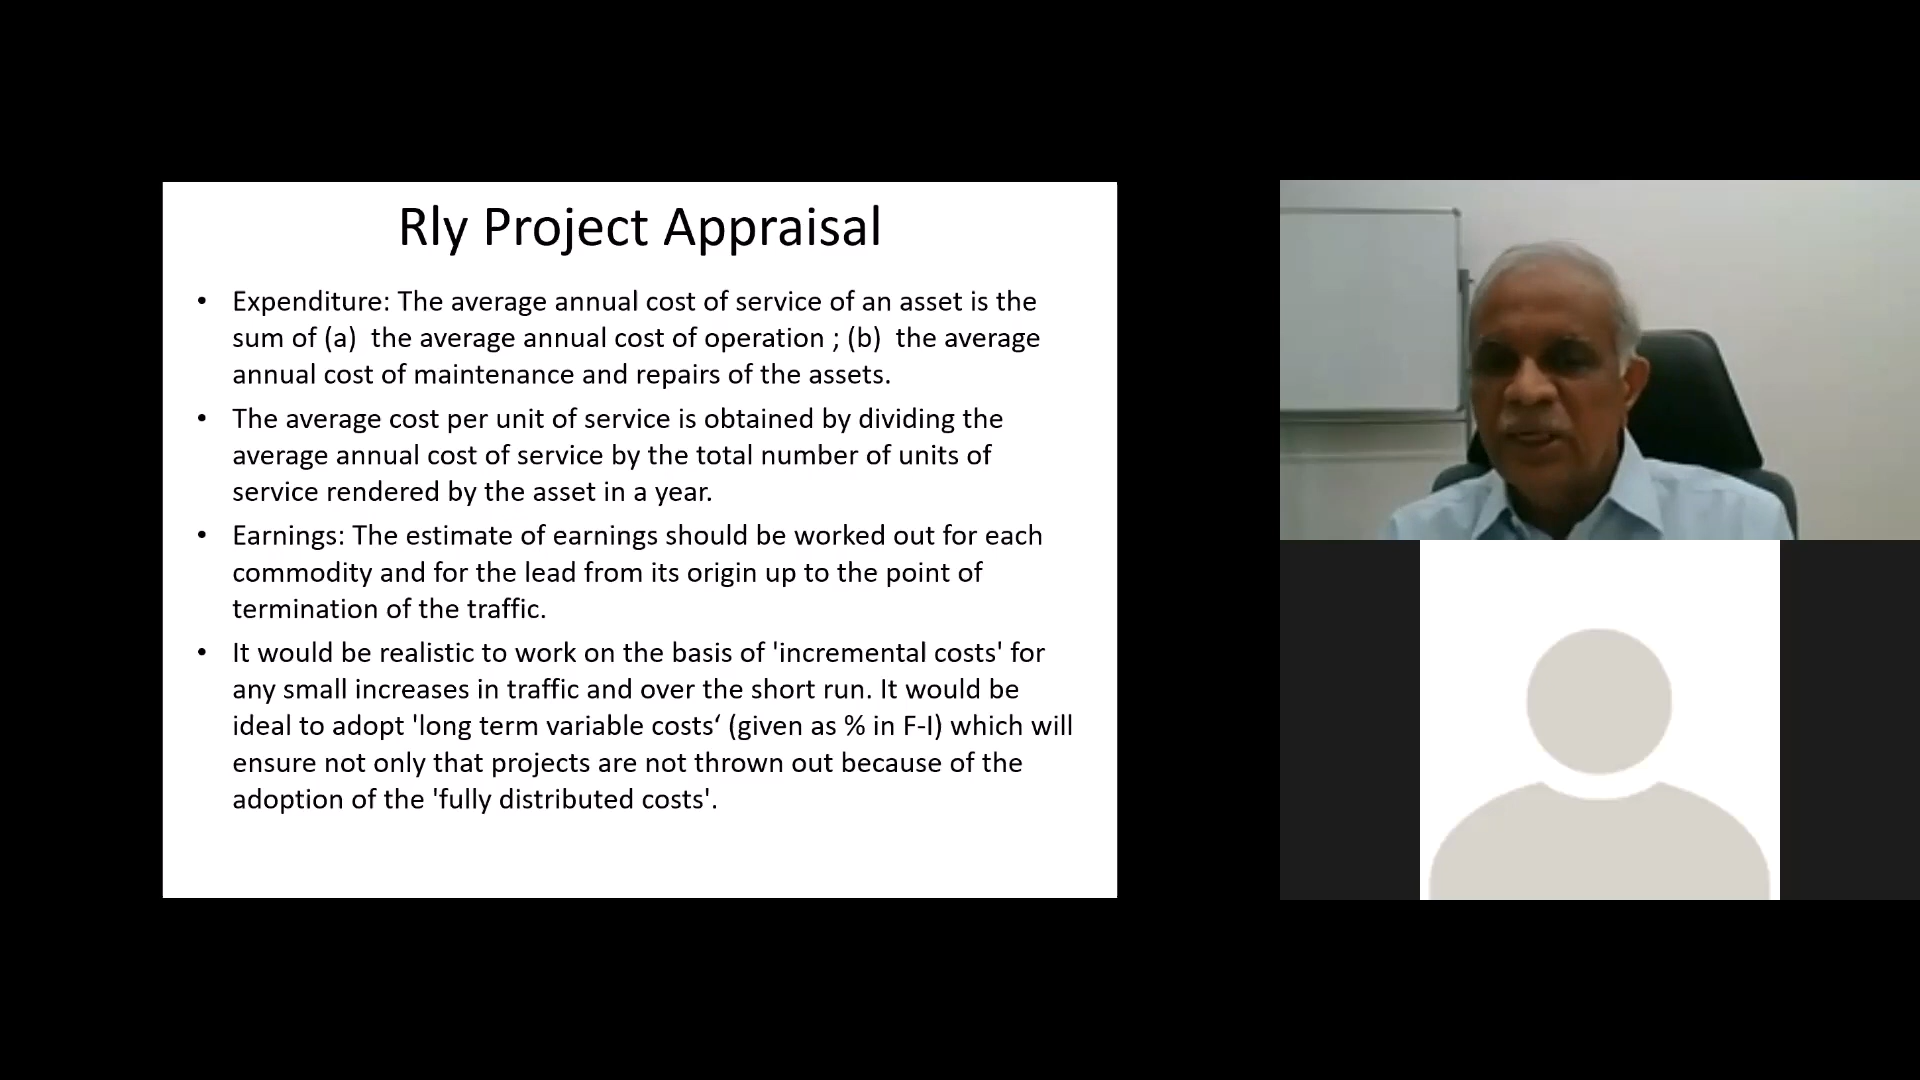 Rly Project Appraisal
• Expenditure: The average annual cost of service of an asset is the
sum of (a)  the average annual cost of operation ; (b)  the average
annual cost of maintenance and repairs of the assets.
• The average cost per unit of service is obtained by dividing the
average annual cost of service by the total number of units of
service rendered by the asset in a year.
• Earnings: The estimate of earnings should be worked out for each
commodity and for the lead from its origin up to the point of
termination of the traffic.
• It would be realistic to work on the basis of 'incremental costs' for
any small increases in traffic and over the short run. It would be
ideal to adopt 'long term variable costs‘ (given as % in F-I) which will
ensure not only that projects are not thrown out because of the
adoption of the 'fully distributed costs'.